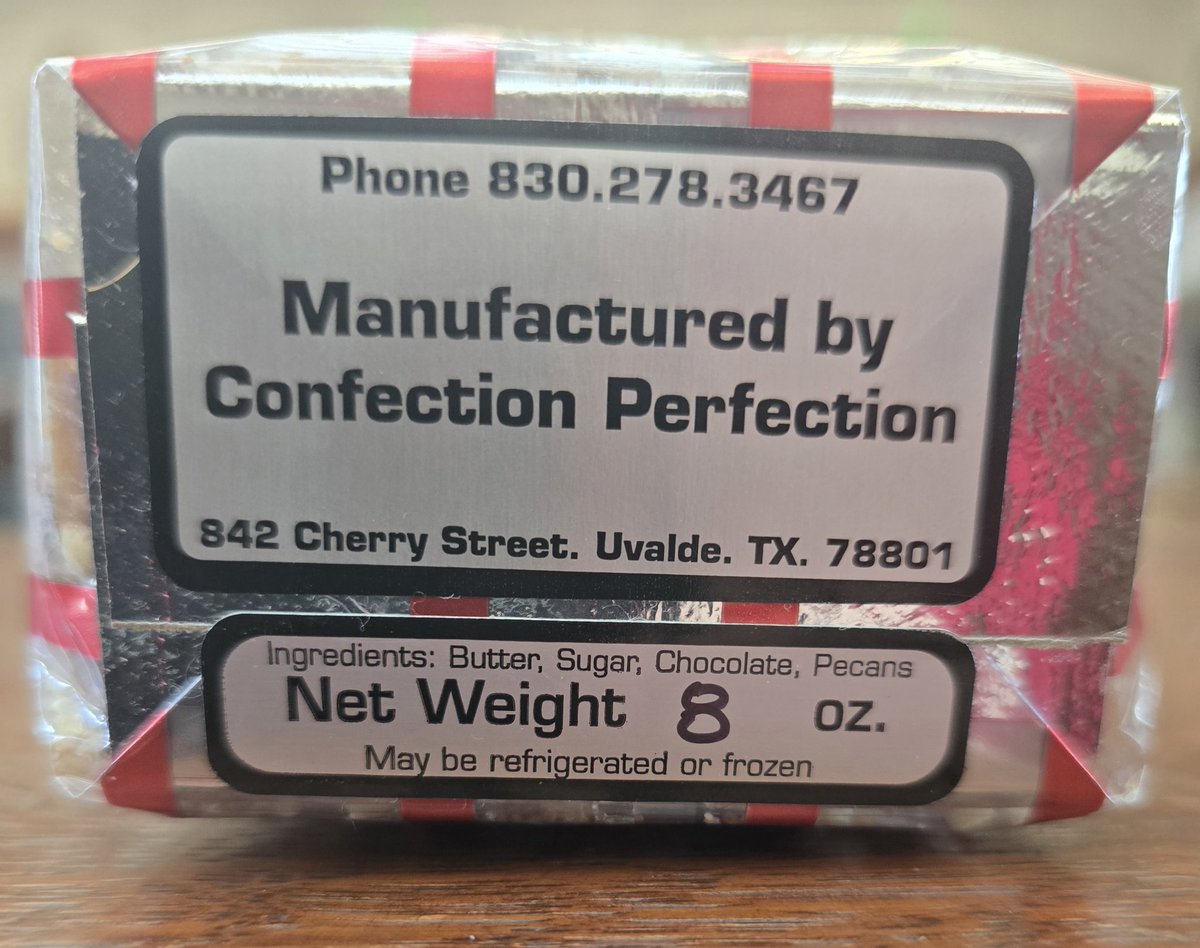 Phone 830.278.3467
Manufactured by
Confection Perfection
842 Cherry Street. Uvalde. TX. 78801
Ingredients: Butter, Sugar, Chocolate, Pecans
Net Weight 8 oz.
May be refrigerated or frozen